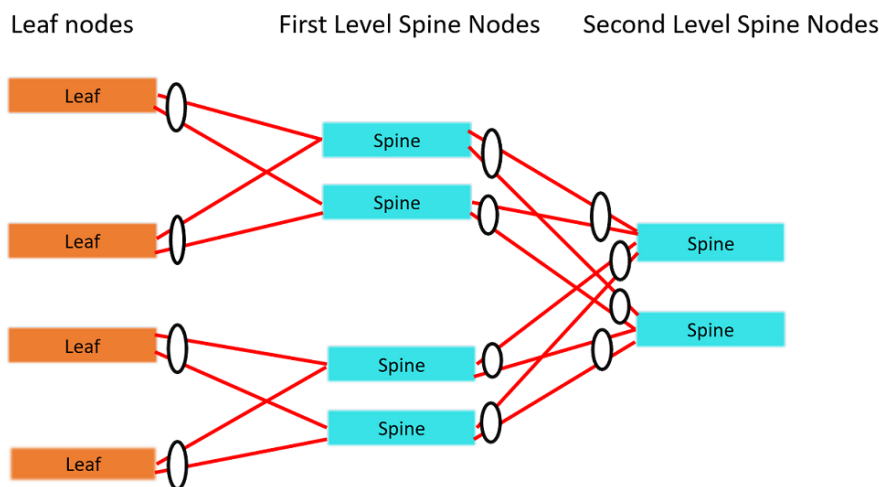 Leaf nodes
First Level Spine Nodes
Second Level Spine Nodes
Leaf
Spine
Spine
Leaf
Spine
Spine
Leaf
Spine
Spine
Leaf